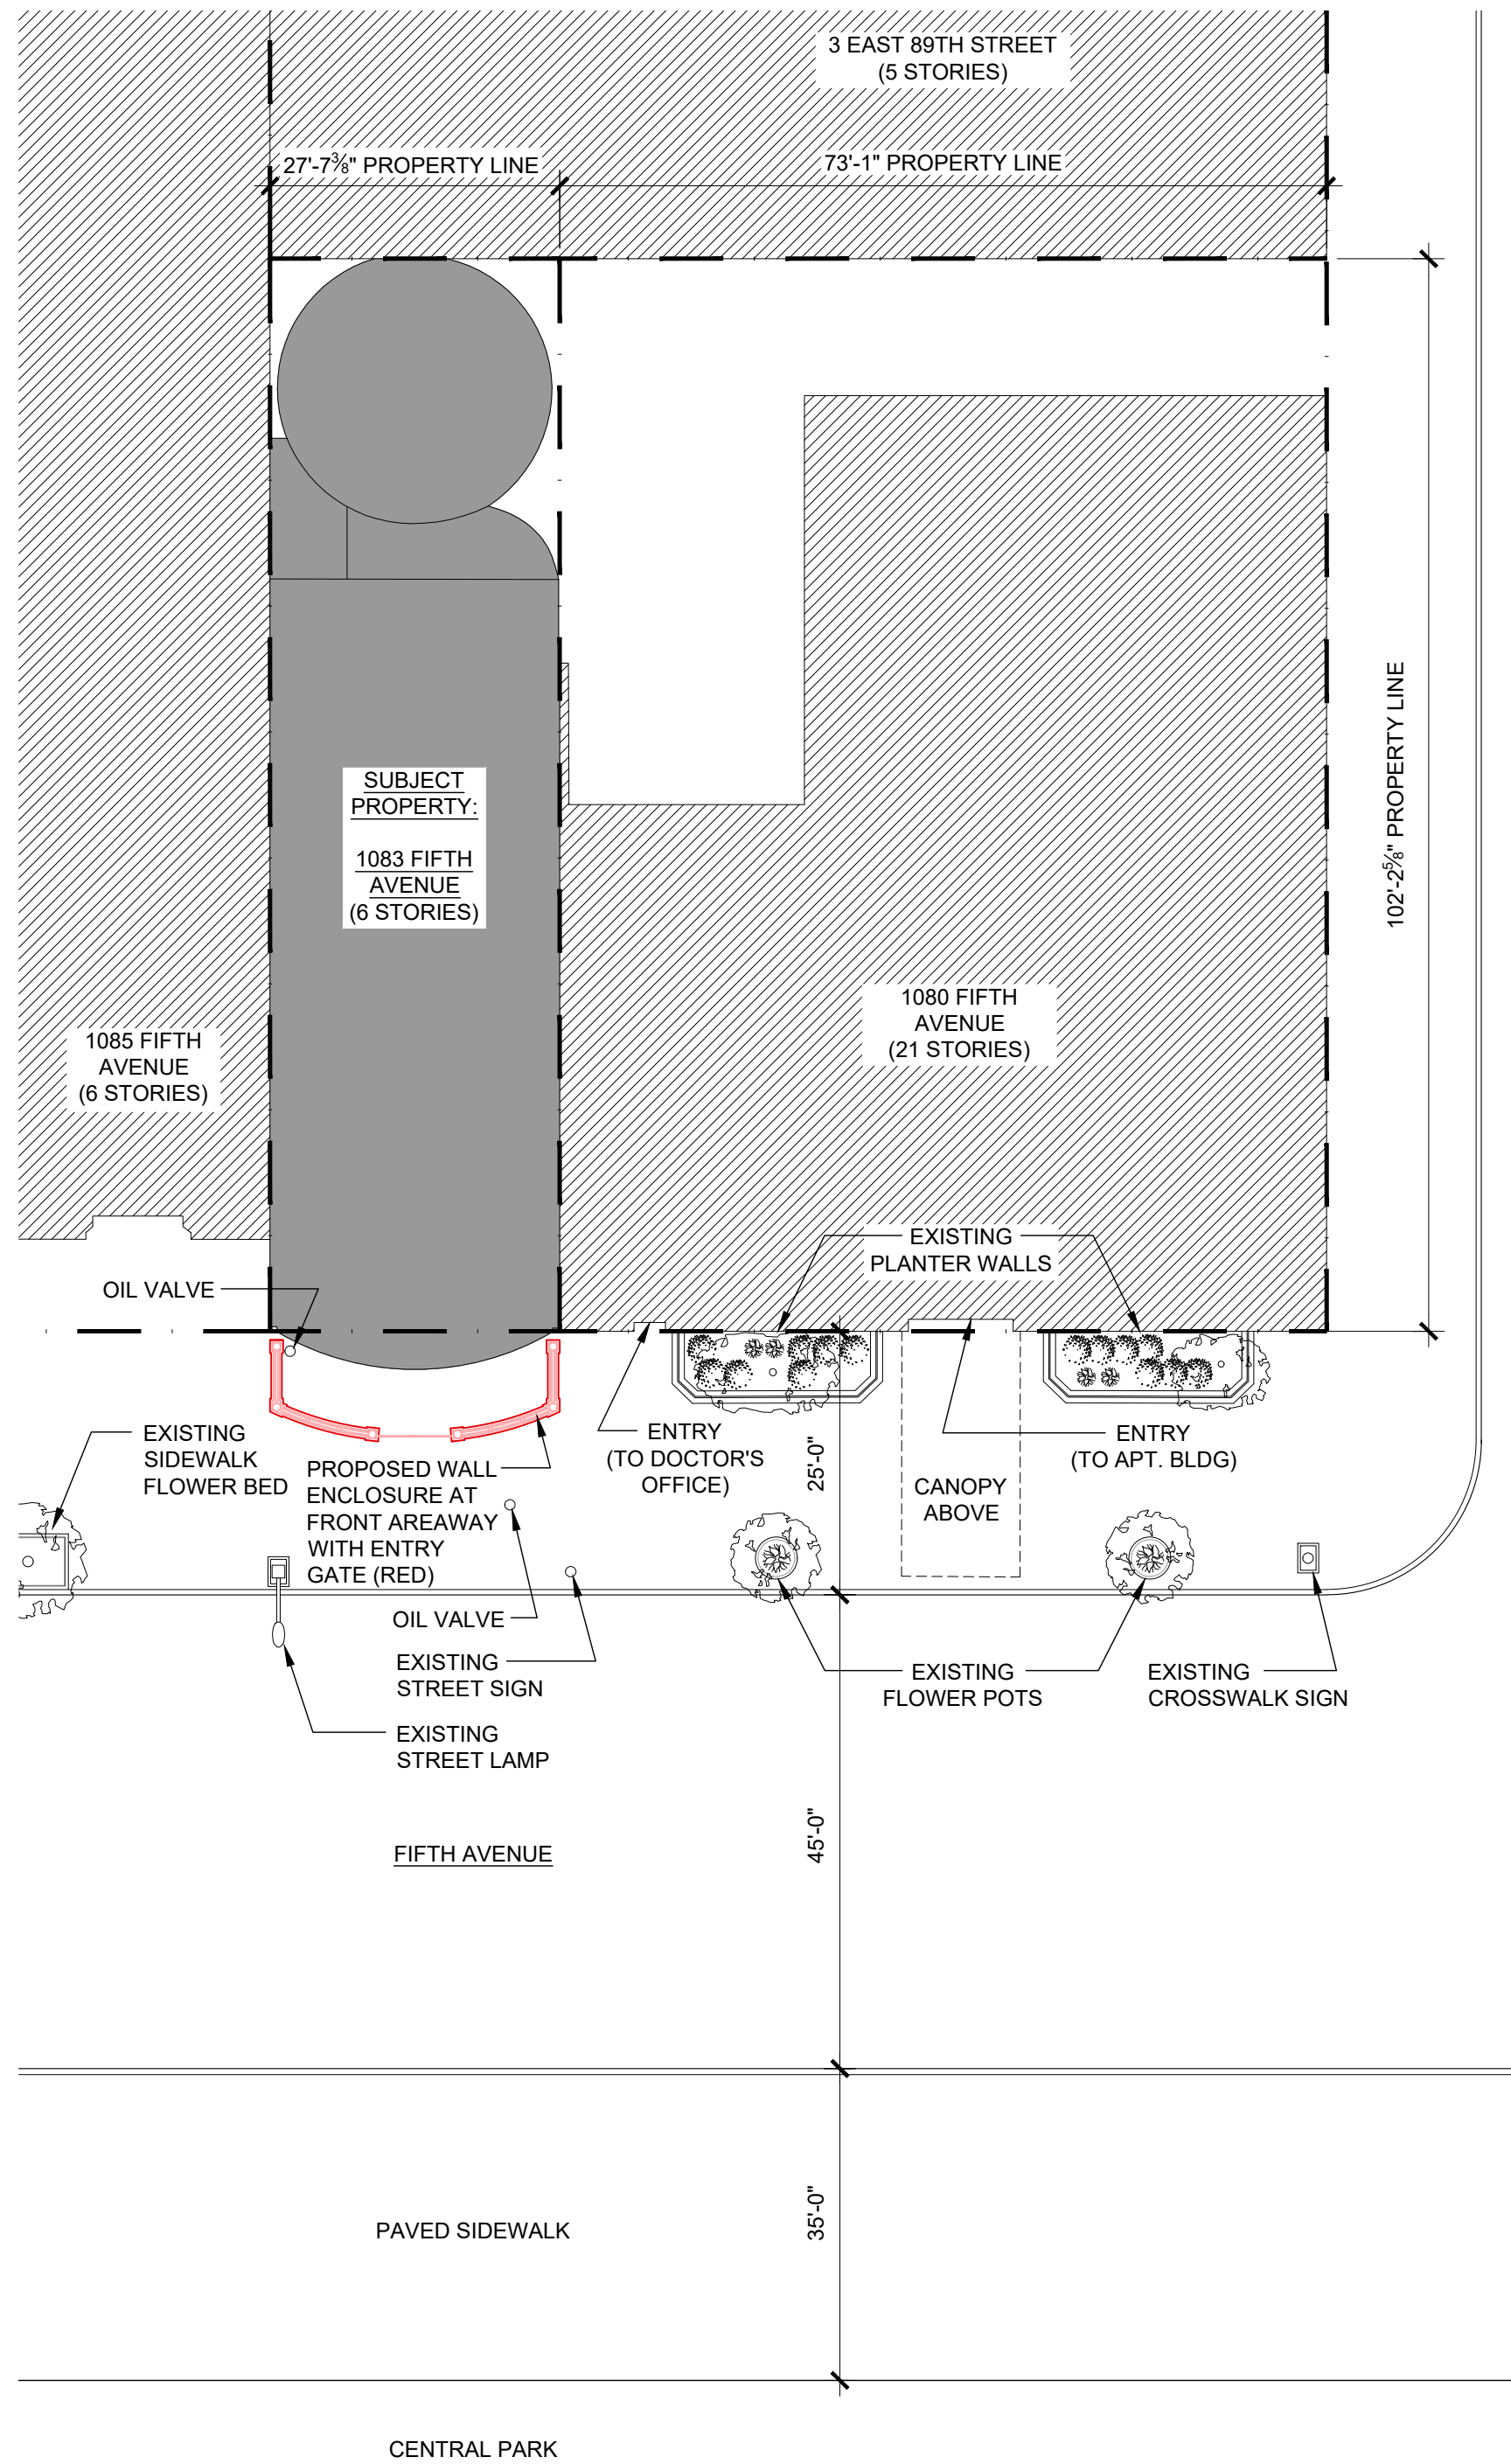 3 EAST 89TH STREET
(5 STORIES)
27'-7⅜" PROPERTY LINE
73'-1" PROPERTY LINE
102'-2⅝" PROPERTY LINE
SUBJECT
PROPERTY:
1083 FIFTH
AVENUE
(6 STORIES)
1080 FIFTH
AVENUE
(21 STORIES)
1085 FIFTH
AVENUE
(6 STORIES)
EXISTING
PLANTER WALLS
OIL VALVE
EXISTING
SIDEWALK
FLOWER BED
PROPOSED WALL
ENCLOSURE AT
FRONT AREAWAY
WITH ENTRY
GATE (RED)
ENTRY
(TO DOCTOR'S
OFFICE)
25'-0"
CANOPY
ABOVE
ENTRY
(TO APT. BLDG)
OIL VALVE
EXISTING
STREET SIGN
EXISTING
FLOWER POTS
EXISTING
CROSSWALK SIGN
EXISTING
STREET LAMP
45'-0"
FIFTH AVENUE
35'-0"
PAVED SIDEWALK
CENTRAL PARK